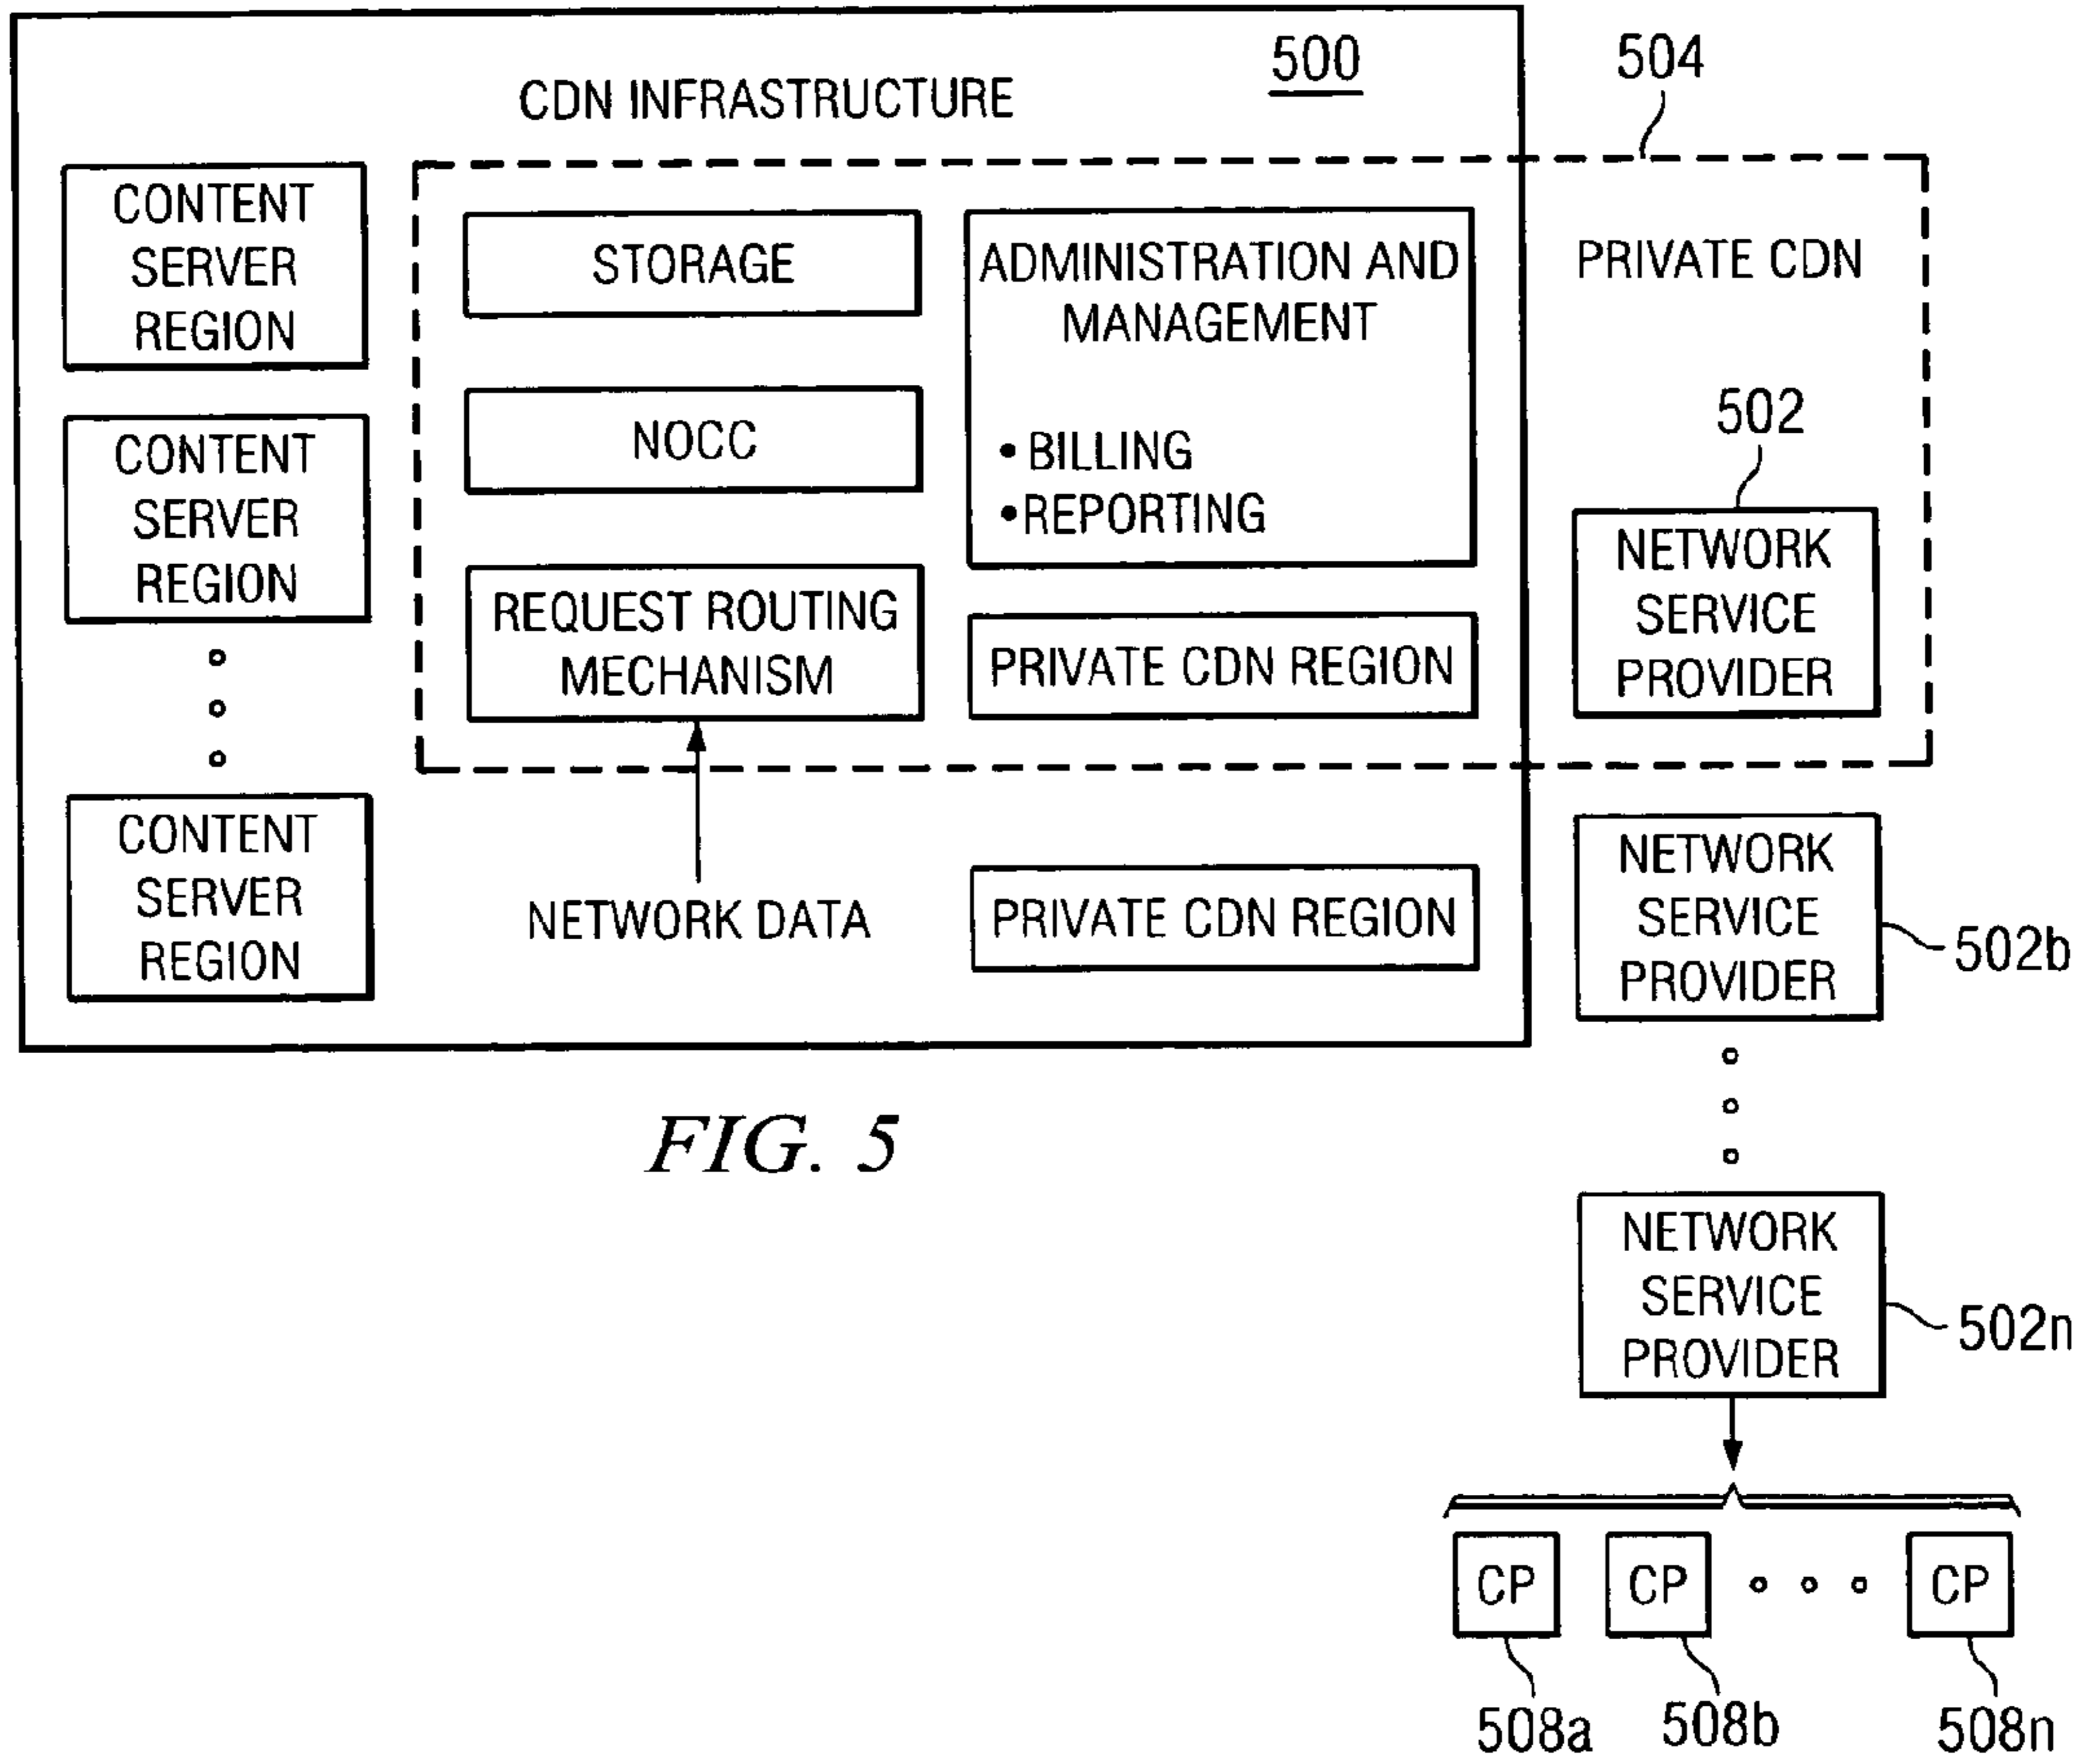 500
504
CDN INFRASTRUCTURE
CONTENT
SERVER
REGION
CONTENT
SERVER
REGION
CONTENT
SERVER
REGION
STORAGE
NOCC
REQUEST ROUTING
MECHANISM
NETWORK DATA
ADMINISTRATION AND
MANAGEMENT
• BILLING
• REPORTING
PRIVATE CDN REGION
PRIVATE CDN REGION
PRIVATE CDN
502
NETWORK
SERVICE
PROVIDER
NETWORK
SERVICE
PROVIDER
502b
NETWORK
SERVICE
PROVIDER
502n
CP
CP
CP
508a
508b
508n
FIG. 5